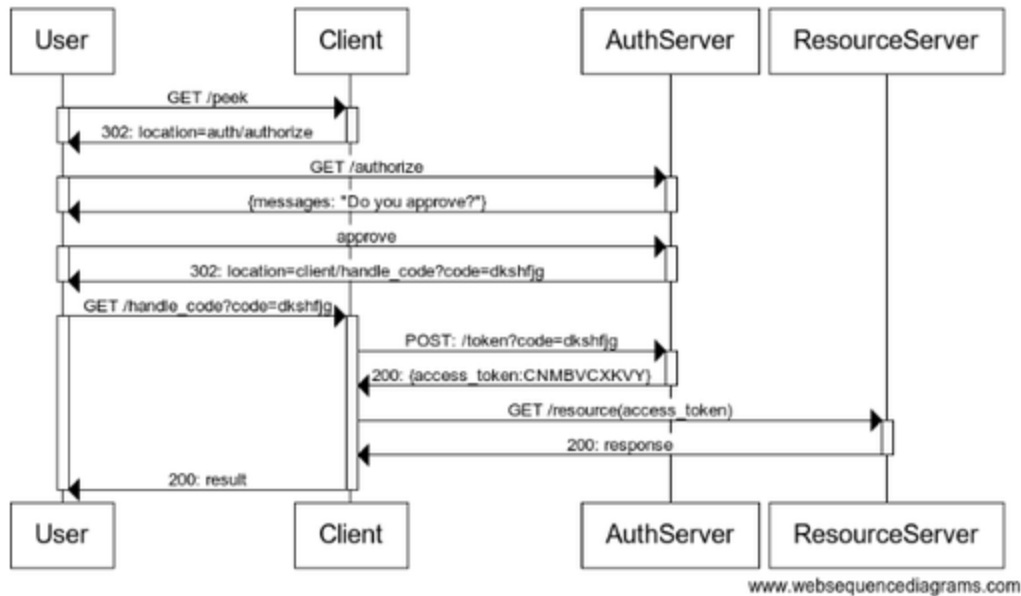 User
Client
AuthServer
ResourceServer
GET /peek
302: location=auth/authorize
GET /authorize
{messages: "Do you approve?"}
approve
302: location=client/handle_code?code=dkshfjg
GET /handle_code?code=dkshfjg
POST: /token?code=dkshfjg
200: {access_token:CNMBVCXKVY}
GET /resource(access_token)
200: response
200: result
User
Client
AuthServer
ResourceServer
www.websequencediagrams.com